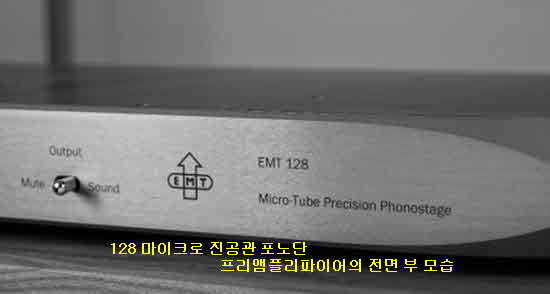 Output
Mute Sound
EMT
EMT 128
Micro-Tube Precision Phonostage
128 마이크로 진공관 포노단
프리앰플리파이어의 전면 부 모습